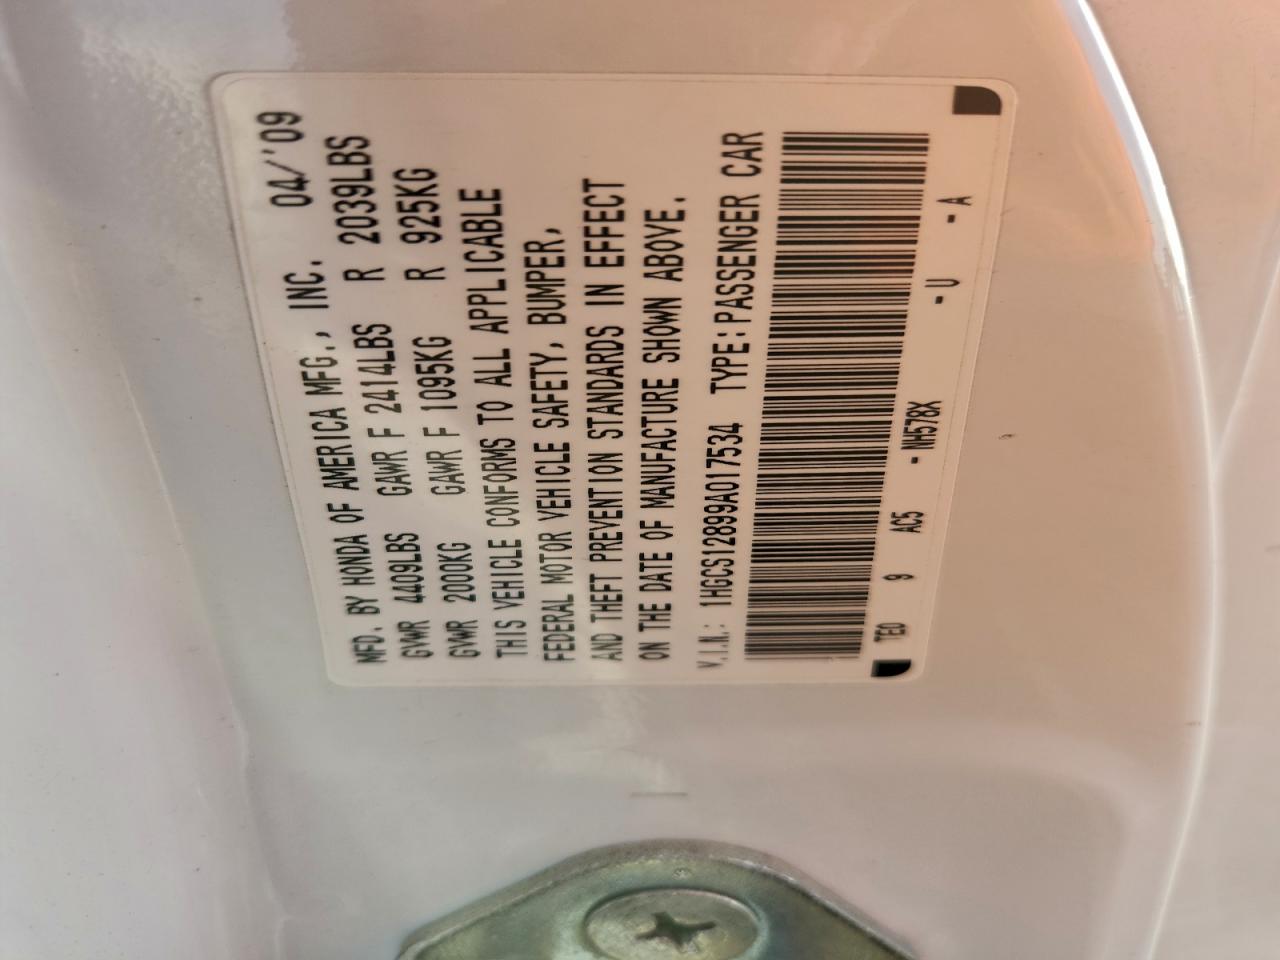 MFD. BY HONDA OF AMERICA MFG., INC. 04/'09
GVWR 4409LBS GAWR F 2414LBS R 2039LBS
GVWR 2000KG GAWR F 1095KG R 925KG
THIS VEHICLE CONFORMS TO ALL APPLICABLE
FEDERAL MOTOR VEHICLE SAFETY, BUMPER,
AND THEFT PREVENTION STANDARDS IN EFFECT
ON THE DATE OF MANUFACTURE SHOWN ABOVE.
V.I.N.: 1HGCS12899A017534 TYPE:PASSENGER CAR
TE0 9 AC5 - NH578X - U - A